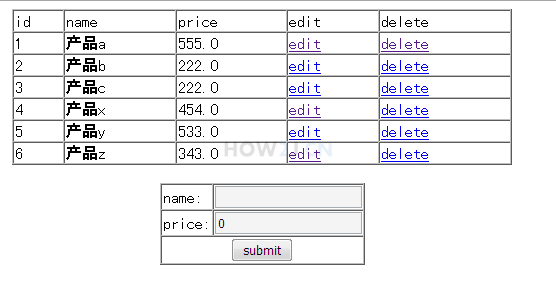 id name price edit delete
1 产品a 555.0 edit delete
2 产品b 222.0 edit delete
3 产品c 222.0 edit delete
4 产品x 454.0 edit delete
5 产品y 533.0 edit delete
6 产品z 343.0 edit delete
name:
price: 0
submit